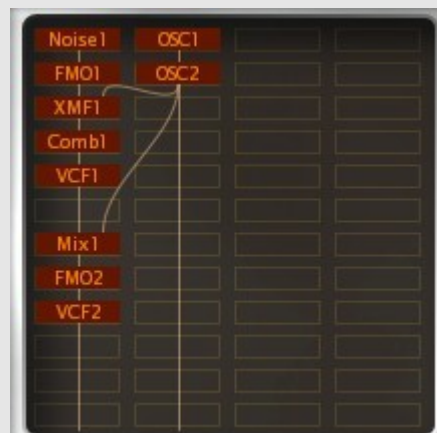 Noise1 OSC1
FMO1 OSC2
XMF1
Comb1
VCF1
Mix1
FMO2
VCF2